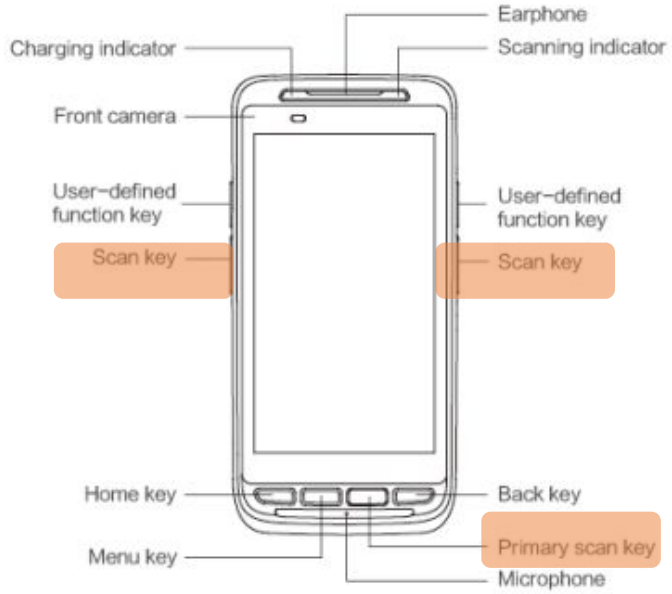 Earphone
Charging indicator
Scanning indicator
Front camera
User-defined
function key
User-defined
function key
Scan key
Scan key
Home key
Back key
Menu key
Primary scan key
Microphone